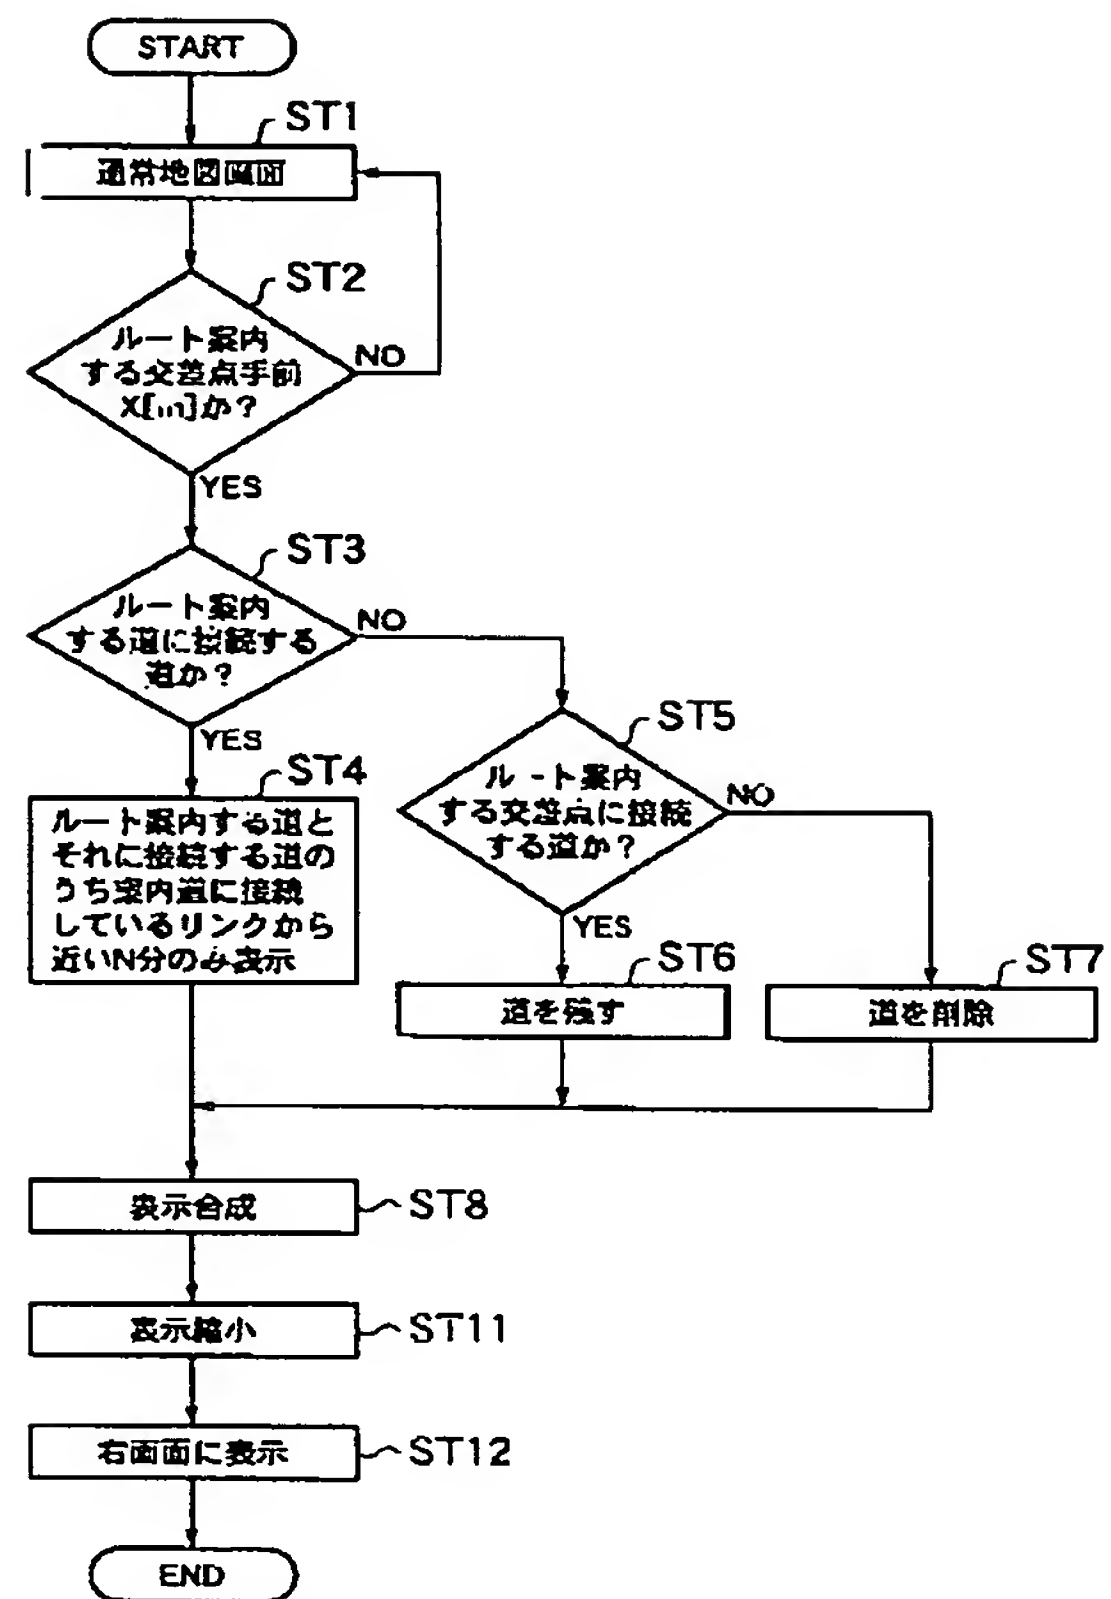 START
ST1
通常地図画面
ST2
ルート案内
する交差点手前
X[m]か?
NO
YES
ST3
ルート案内
する道に接続する
道か?
NO
YES
ST4
ルート案内する道と
それに接続する道の
うち案内道に接続
しているリンクから
近いN分のみ表示
ST5
ルート案内
する交差点に接続
する道か?
NO
YES
ST6
道を残す
ST7
道を削除
表示合成
ST8
表示縮小
ST11
右画面に表示
ST12
END